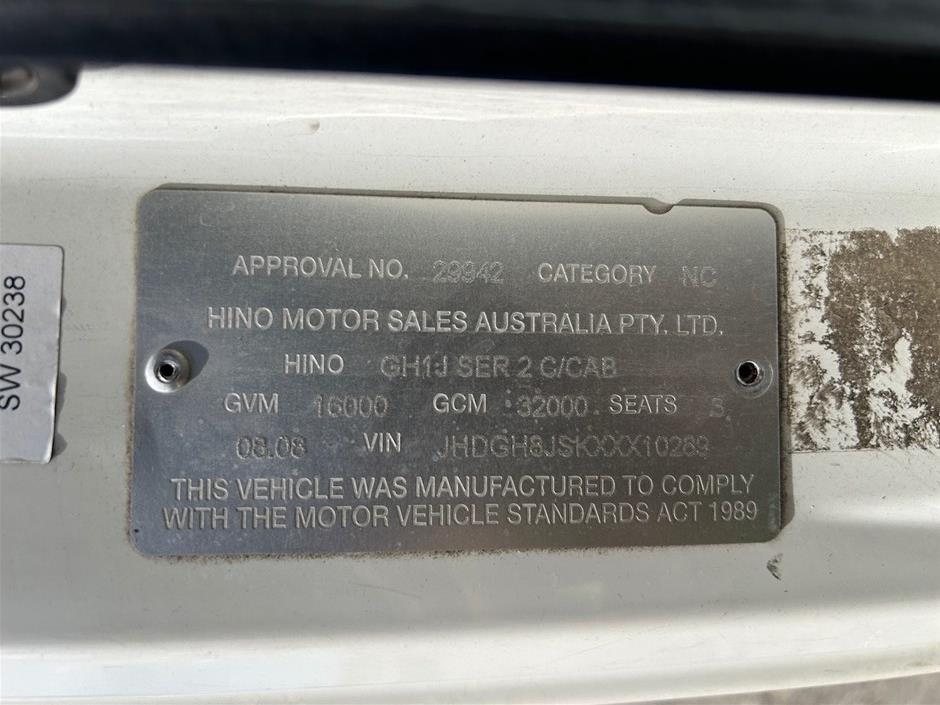 APPROVAL NO. 29942 CATEGORY NC
HINO MOTOR SALES AUSTRALIA PTY. LTD.
HINO GH1J SER 2 C/CAB
GVM 16000 GCM 32000 SEATS
08.08 VIN JHDGH8JSKXXX10289
THIS VEHICLE WAS MANUFACTURED TO COMPLY
WITH THE MOTOR VEHICLE STANDARDS ACT 1989
SW 30238